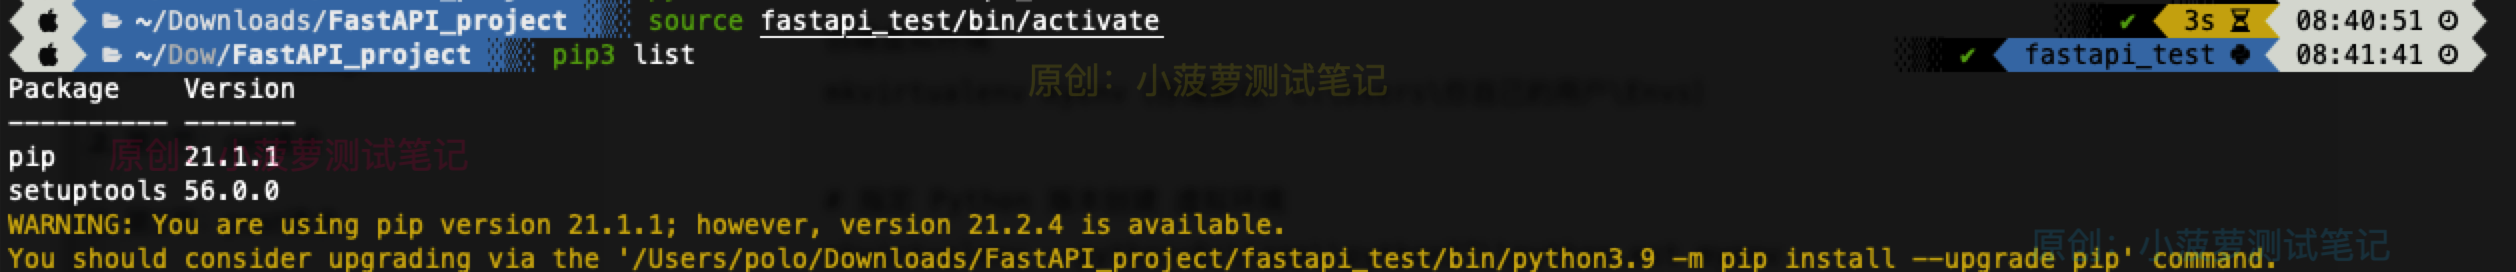 ~/Downloads/FastAPI_project source fastapi_test/bin/activate ✔ 3s 08:40:51
~/Dow/FastAPI_project pip3 list ✔ fastapi_test 08:41:41
原创：小菠萝测试笔记
Package Version
---------- -------
pip 21.1.1
原创：小菠萝测试笔记
setuptools 56.0.0
WARNING: You are using pip version 21.1.1; however, version 21.2.4 is available.
You should consider upgrading via the '/Users/polo/Downloads/FastAPI_project/fastapi_test/bin/python3.9 -m pip install --upgrade pip' command.
原创：小菠萝测试笔记